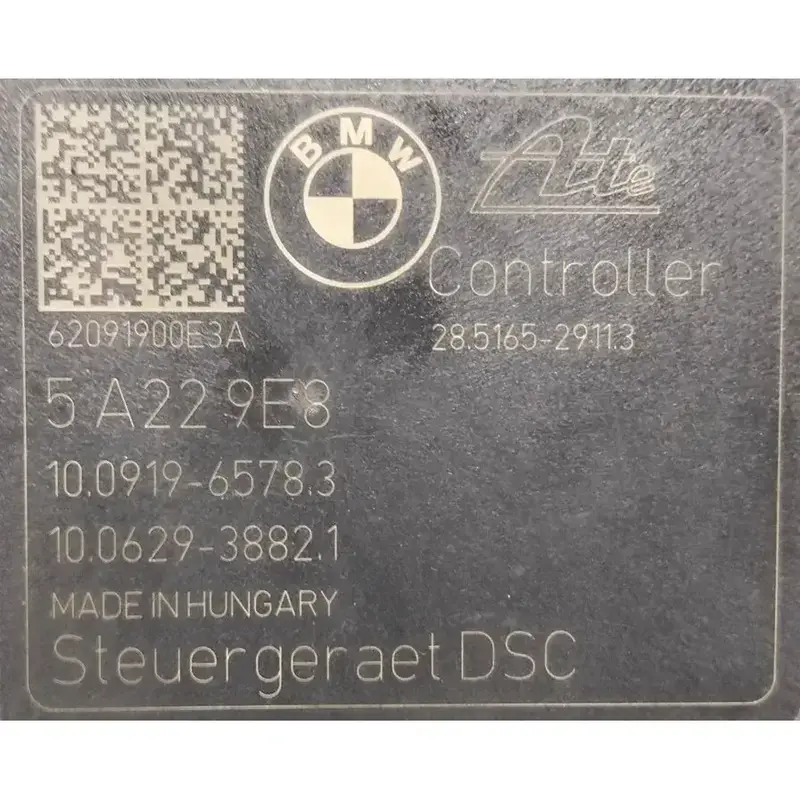 BMW
Ate
Controller
62091900E3A
28.5165-2911.3
5 A22 9E8
10.0919-6578.3
10.0629-3882.1
MADE IN HUNGARY
Steuergeraet DSC